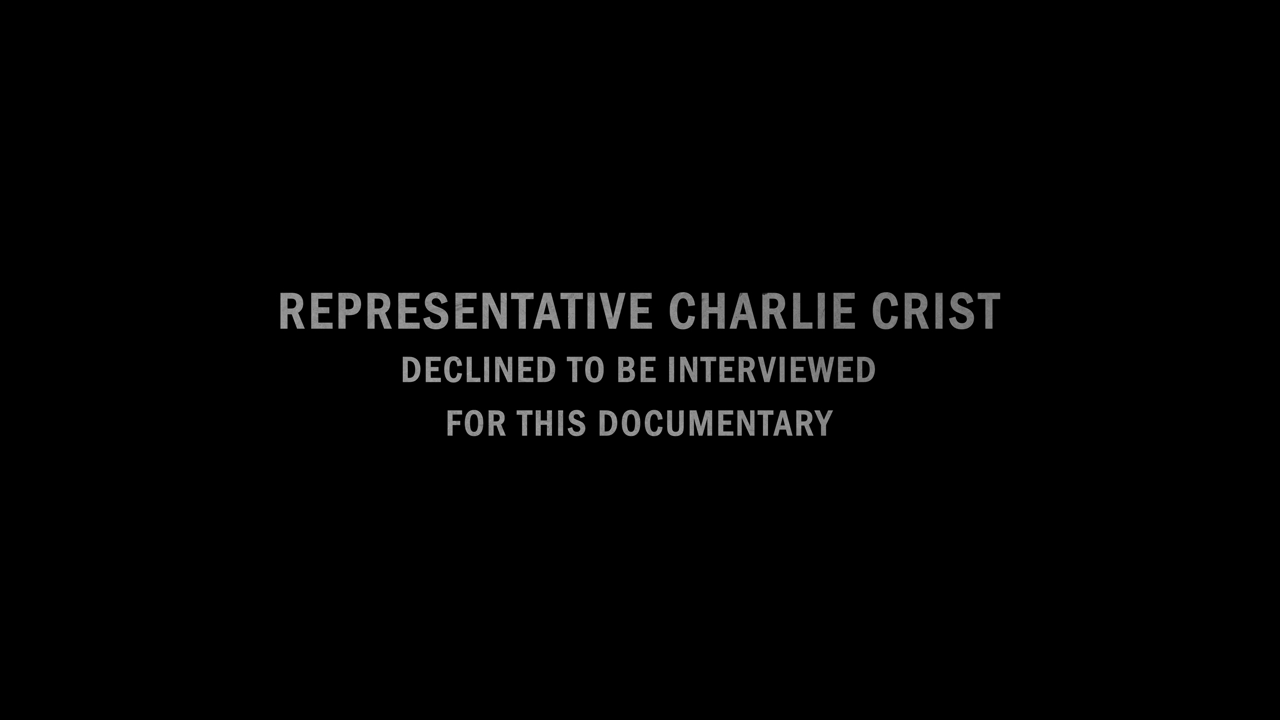 REPRESENTATIVE CHARLIE CRIST
DECLINED TO BE INTERVIEWED
FOR THIS DOCUMENTARY